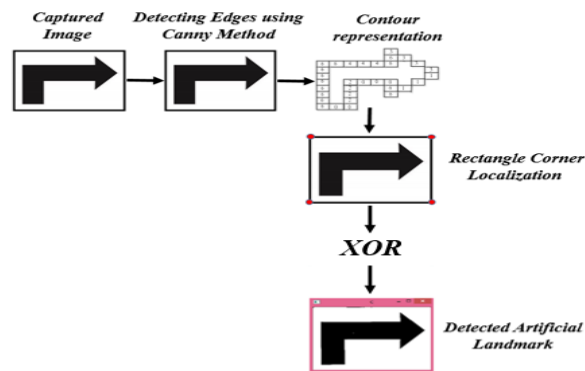 Captured
Image
Detecting Edges using
Canny Method
Contour
representation
Rectangle Corner
Localization
XOR
Detected Artificial
Landmark